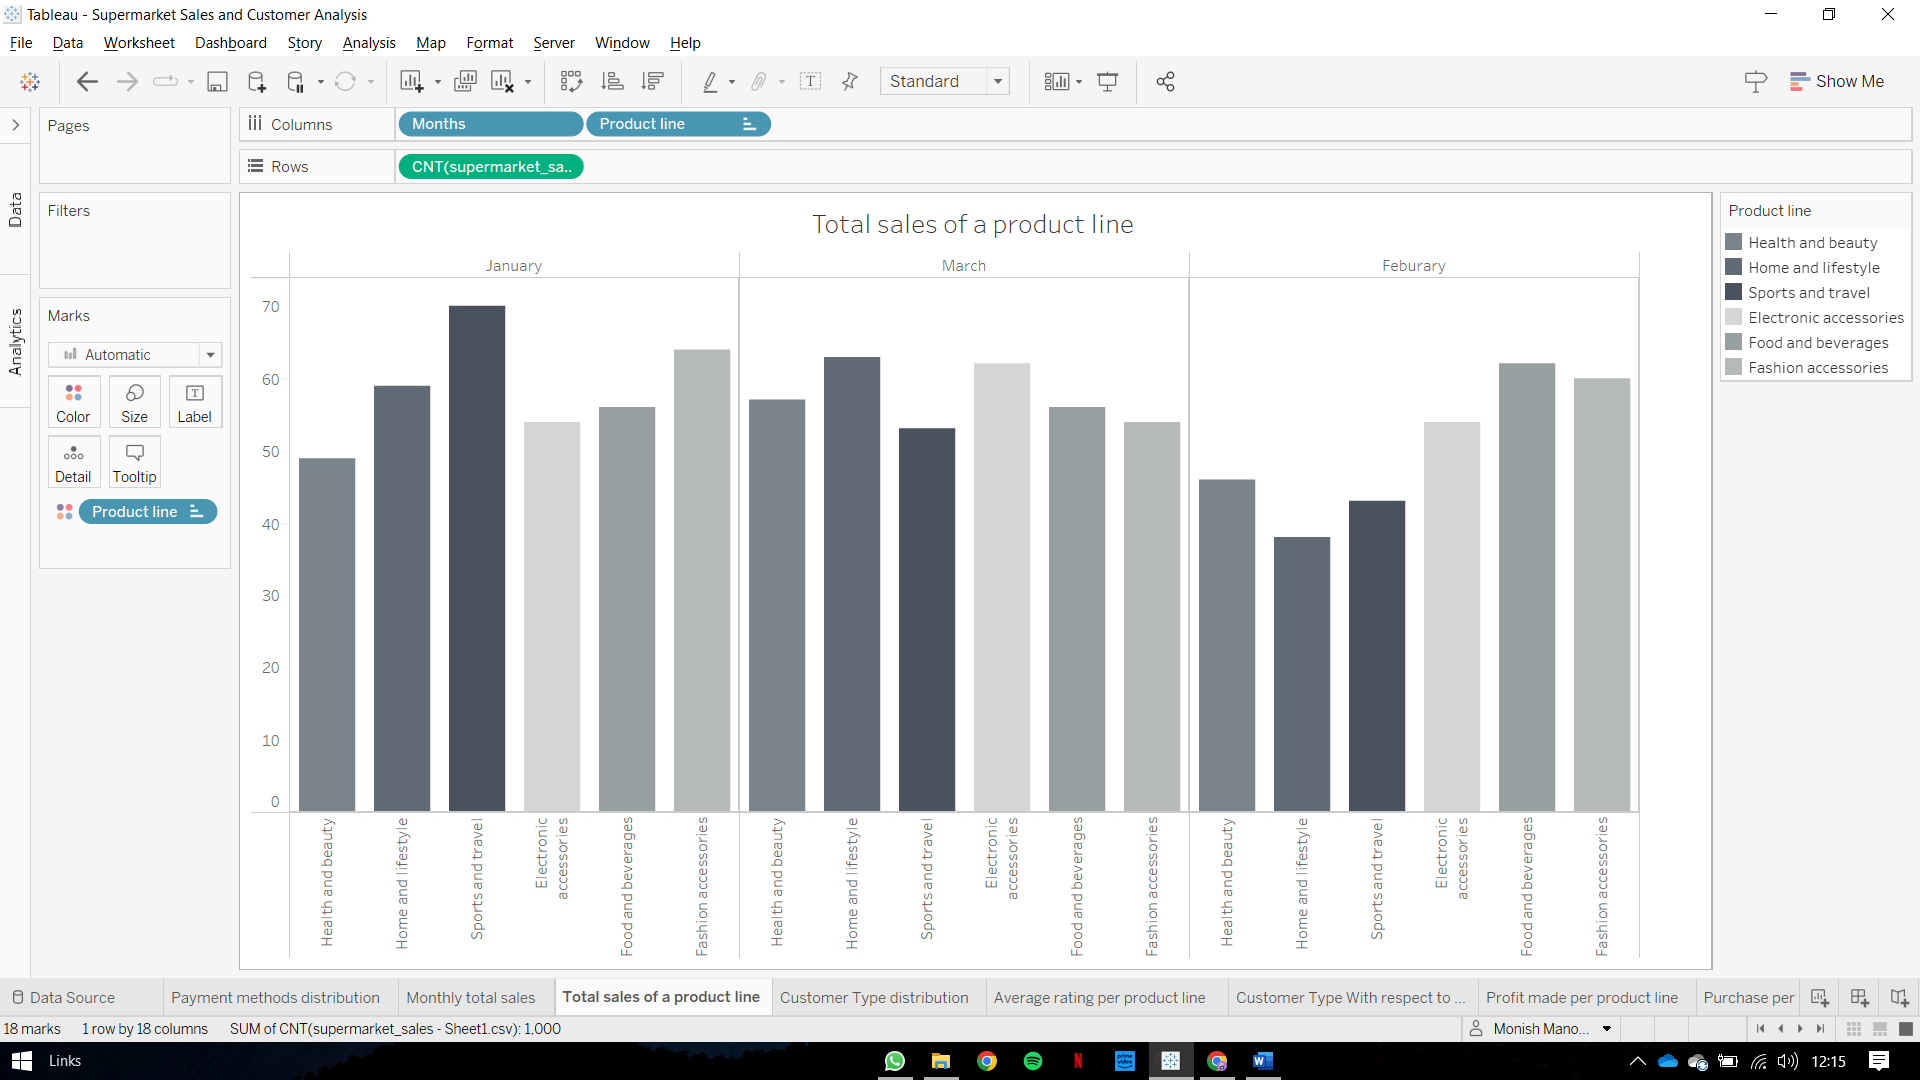 Tableau - Supermarket Sales and Customer Analysis
File Data Worksheet Dashboard Story Analysis Map Format Server Window Help
Standard
Show Me
Pages
Columns
Months
Product line
Rows
CNT(supermarket_sa..
Filters
Data
Analytics
Marks
Automatic
Color
Size
Label
Detail
Tooltip
Product line
Total sales of a product line
January
March
Feburary
70
60
50
40
30
20
10
0
Health and beauty
Home and lifestyle
Sports and travel
Electronic
accessories
Food and beverages
Fashion accessories
Health and beauty
Home and lifestyle
Sports and travel
Electronic
accessories
Food and beverages
Fashion accessories
Health and beauty
Home and lifestyle
Sports and travel
Electronic
accessories
Food and beverages
Fashion accessories
Product line
Health and beauty
Home and lifestyle
Sports and travel
Electronic accessories
Food and beverages
Fashion accessories
Data Source
Payment methods distribution
Monthly total sales
Total sales of a product line
Customer Type distribution
Average rating per product line
Customer Type With respect to ...
Profit made per product line
Purchase per
18 marks
1 row by 18 columns
SUM of CNT(supermarket_sales - Sheet1.csv): 1,000
Monish Mano...
Links
prime video
12:15